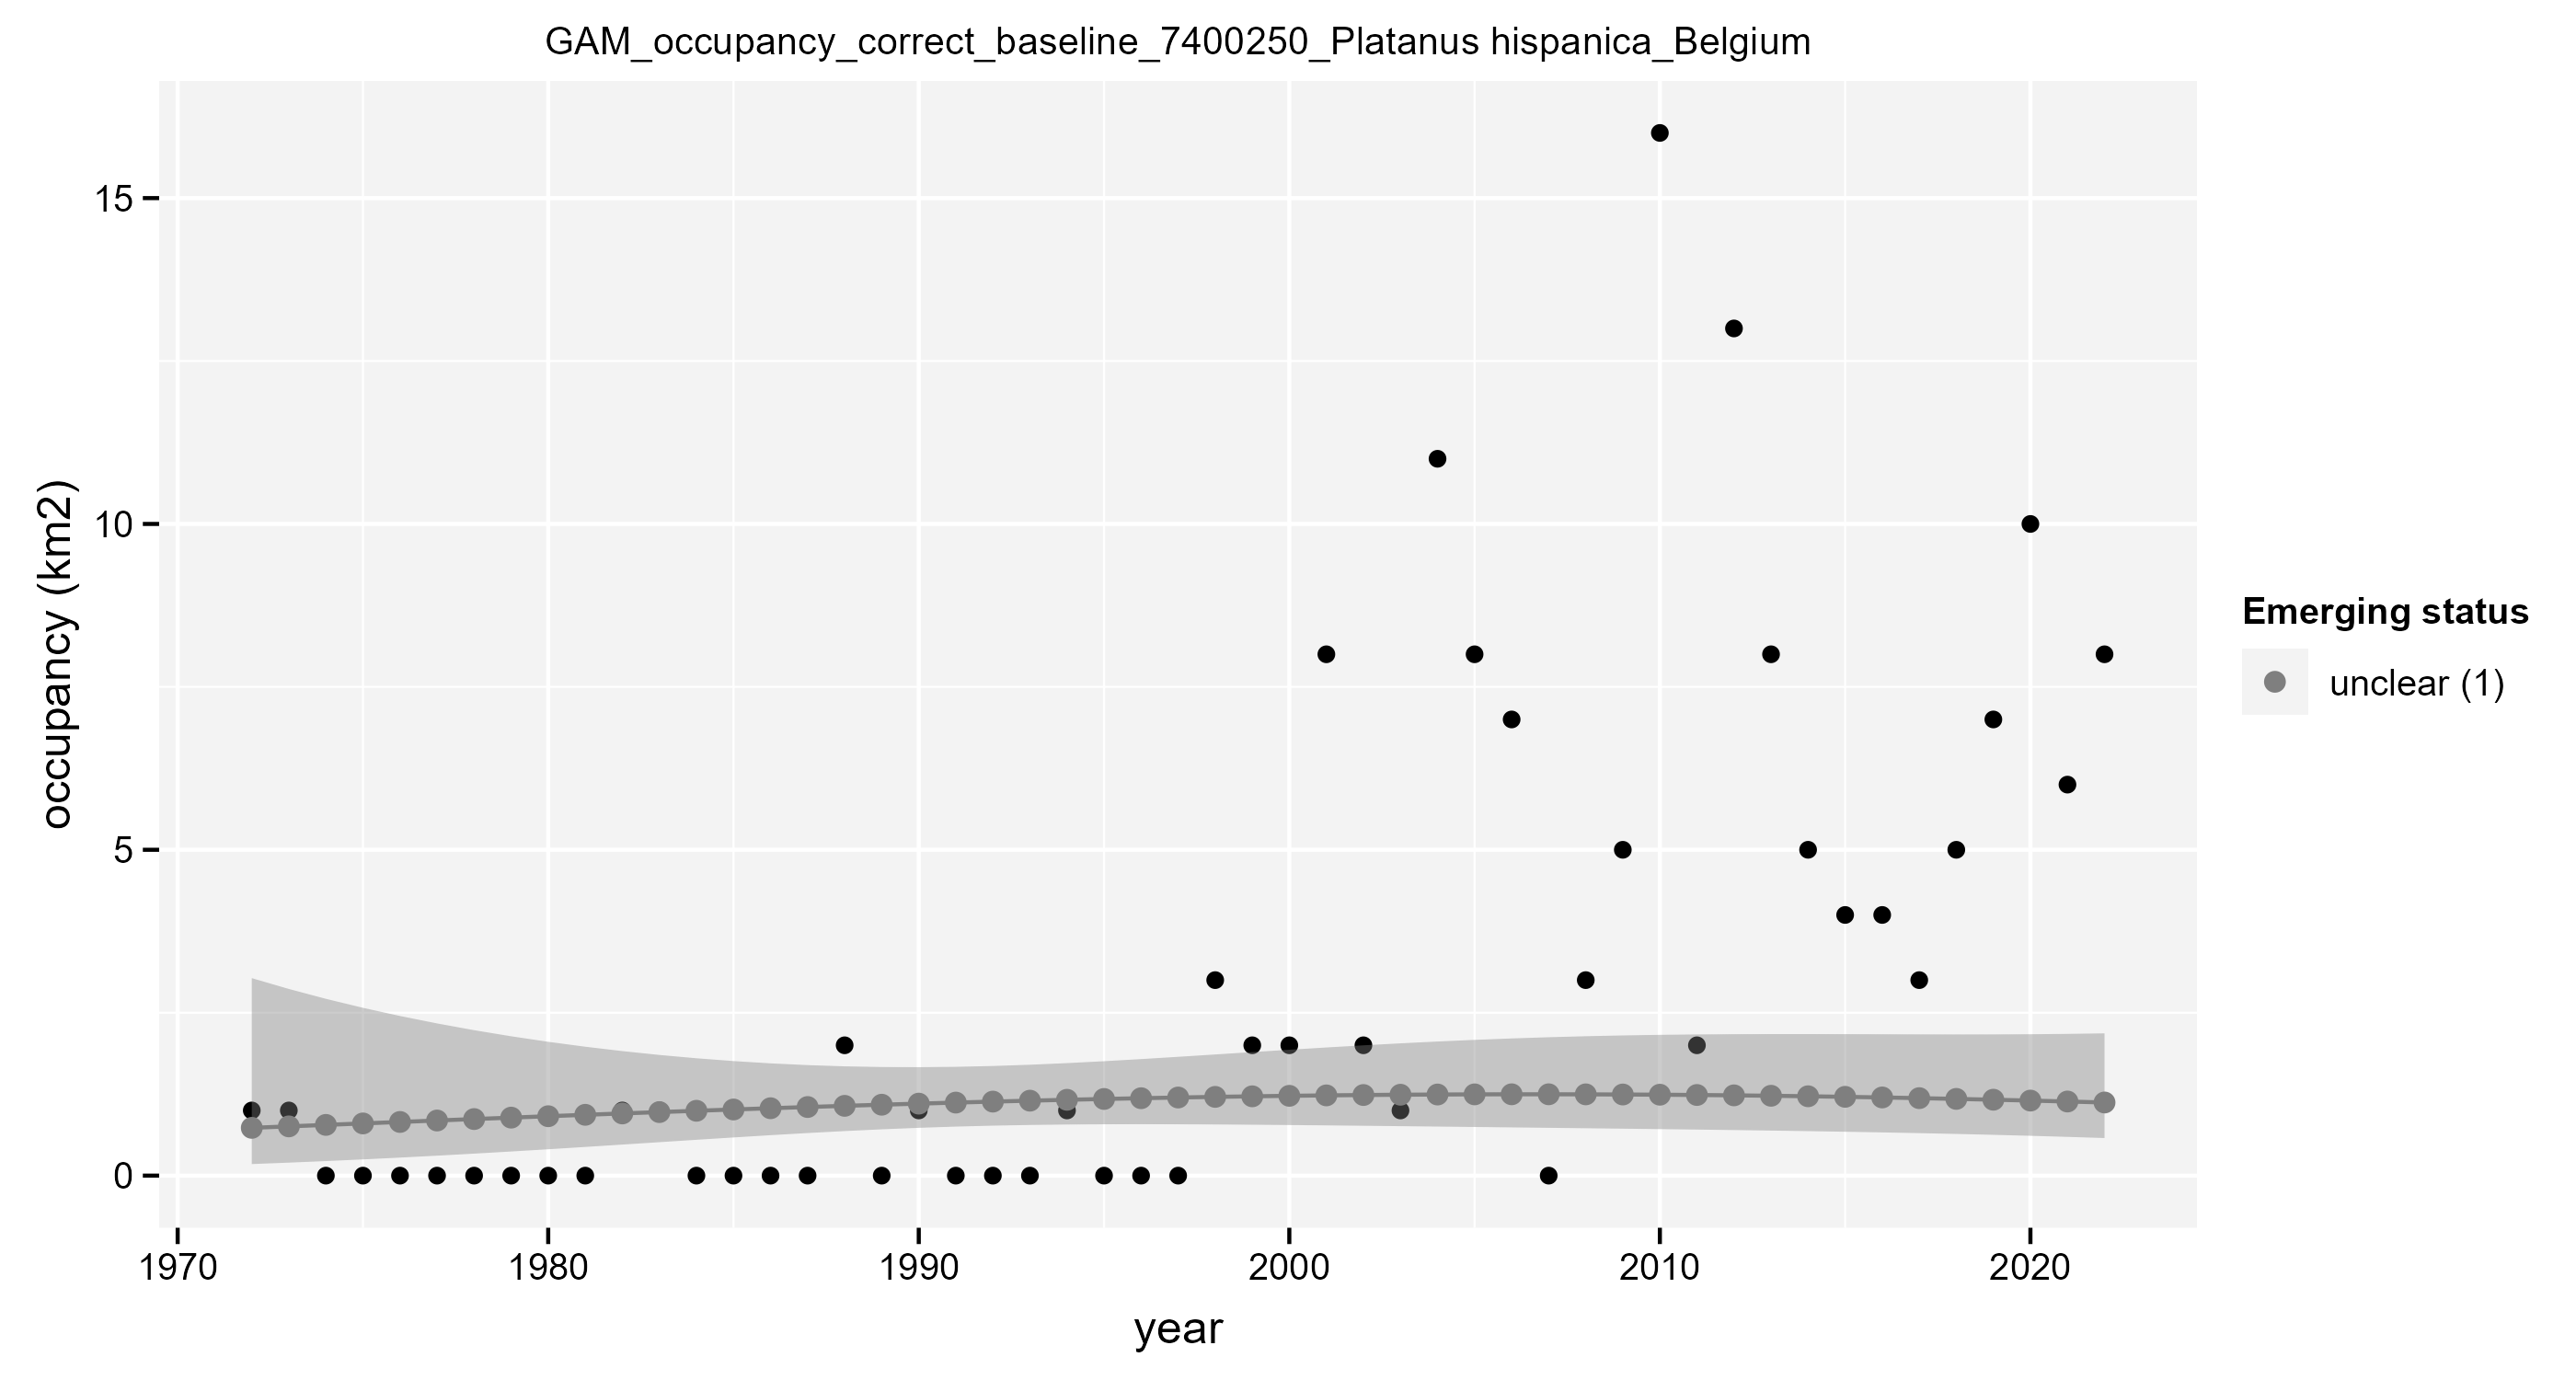 GAM_occupancy_correct_baseline_7400250_Platanus hispanica_Belgium
15
10
5
0
occupancy (km2)
1970 1980 1990 2000 2010 2020
year
Emerging status
unclear (1)